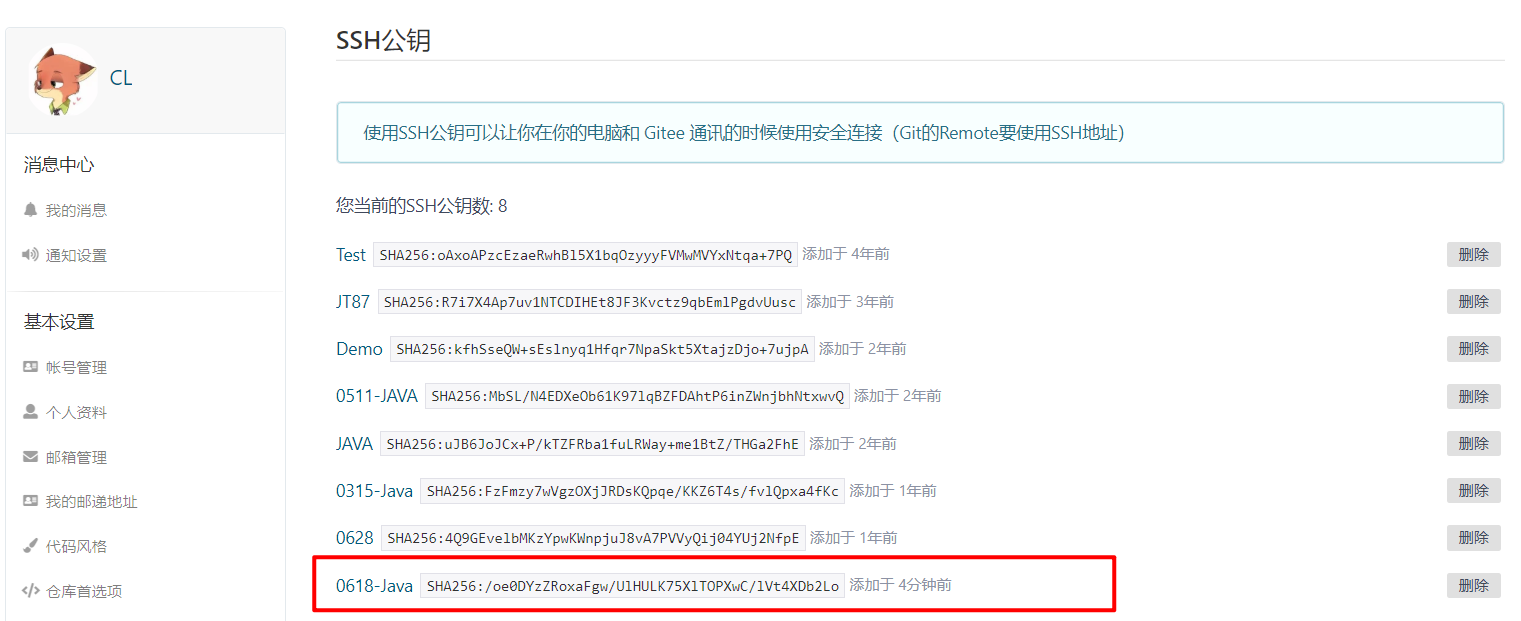 CL
消息中心
我的消息
通知设置
基本设置
帐号管理
个人资料
邮箱管理
我的邮递地址
代码风格
仓库首选项
SSH公钥
使用SSH公钥可以让你在你的电脑和 Gitee 通讯的时候使用安全连接（Git的Remote要使用SSH地址）
您当前的SSH公钥数: 8
Test SHA256:oAxoAPzcEzaeRwhBl5X1bqOzyyyFVMwMVYxNtqa+7PQ 添加于 4年前 删除
JT87 SHA256:R7i7X4Ap7uv1NTCDIHEt8JF3Kvctz9qbEmlPgdvUusc 添加于 3年前 删除
Demo SHA256:kfhSseQW+sEslnyq1Hfqr7NpaSkt5XtajzDjo+7ujpA 添加于 2年前 删除
0511-JAVA SHA256:MbSL/N4EDXeOb61K97lqBZFDAhtP6inZWnjbhNtxwvQ 添加于 2年前 删除
JAVA SHA256:uJB6JoJCx+P/kTZFRba1fuLRWay+me1BtZ/THGa2FhE 添加于 2年前 删除
0315-Java SHA256:FzFmzy7wVgzOXjJRDsKQpqe/KKZ6T4s/fvlQpxa4fKc 添加于 1年前 删除
0628 SHA256:4Q9GEvelbMKzYpwKWnpjuJ8vA7PVVyQij04YUj2NfpE 添加于 1年前 删除
0618-Java SHA256:/oe0DYzZRoxaFgw/UlHULK75XlTOPXwC/lVt4XDb2Lo 添加于 4分钟前 删除